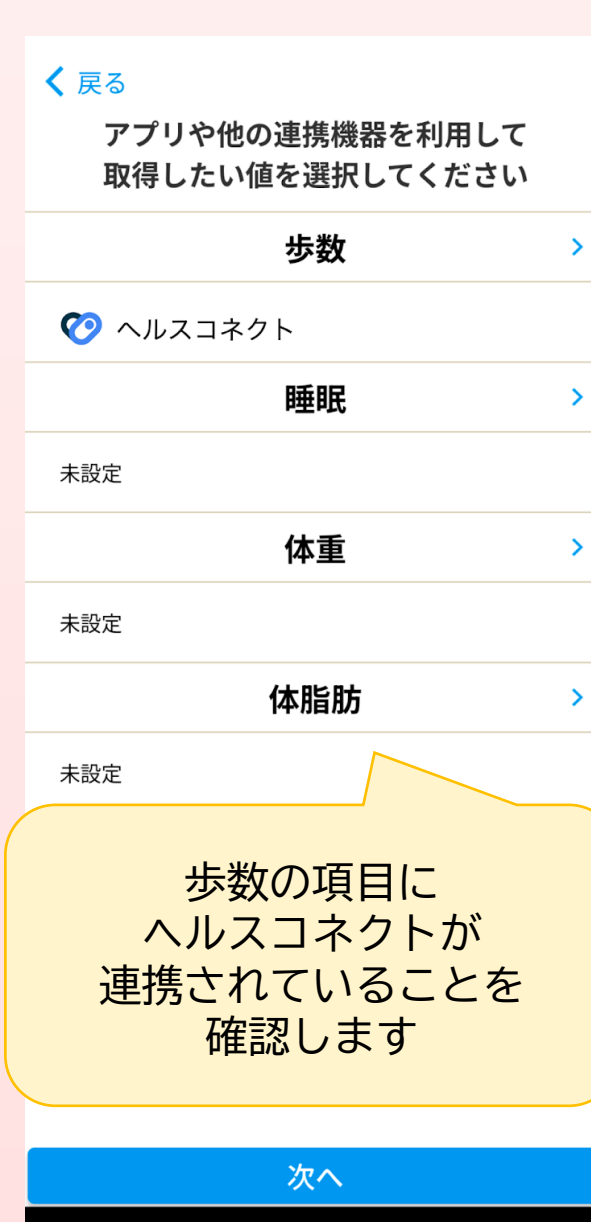 戻る
アプリや他の連携機器を利用して
取得したい値を選択してください
歩数
ヘルスコネクト
睡眠
未設定
体重
未設定
体脂肪
未設定
歩数の項目に
ヘルスコネクトが
連携されていることを
確認します
次へ